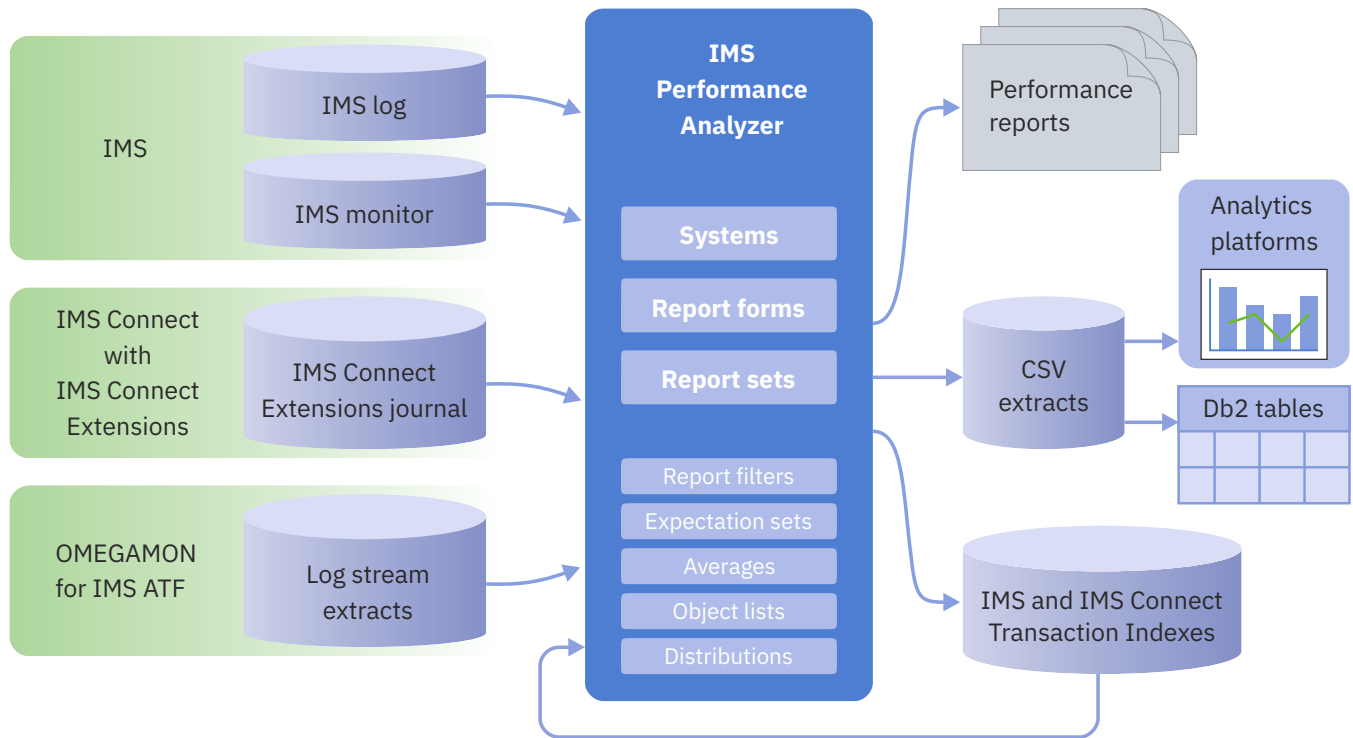 IMS
IMS log
IMS monitor
IMS Connect
with
IMS Connect
Extensions
IMS Connect
Extensions journal
OMEGAMON
for IMS ATF
Log stream
extracts
IMS
Performance
Analyzer
Systems
Report forms
Report sets
Report filters
Expectation sets
Averages
Object lists
Distributions
Performance
reports
CSV
extracts
Analytics
platforms
Db2 tables
IMS and IMS Connect
Transaction Indexes